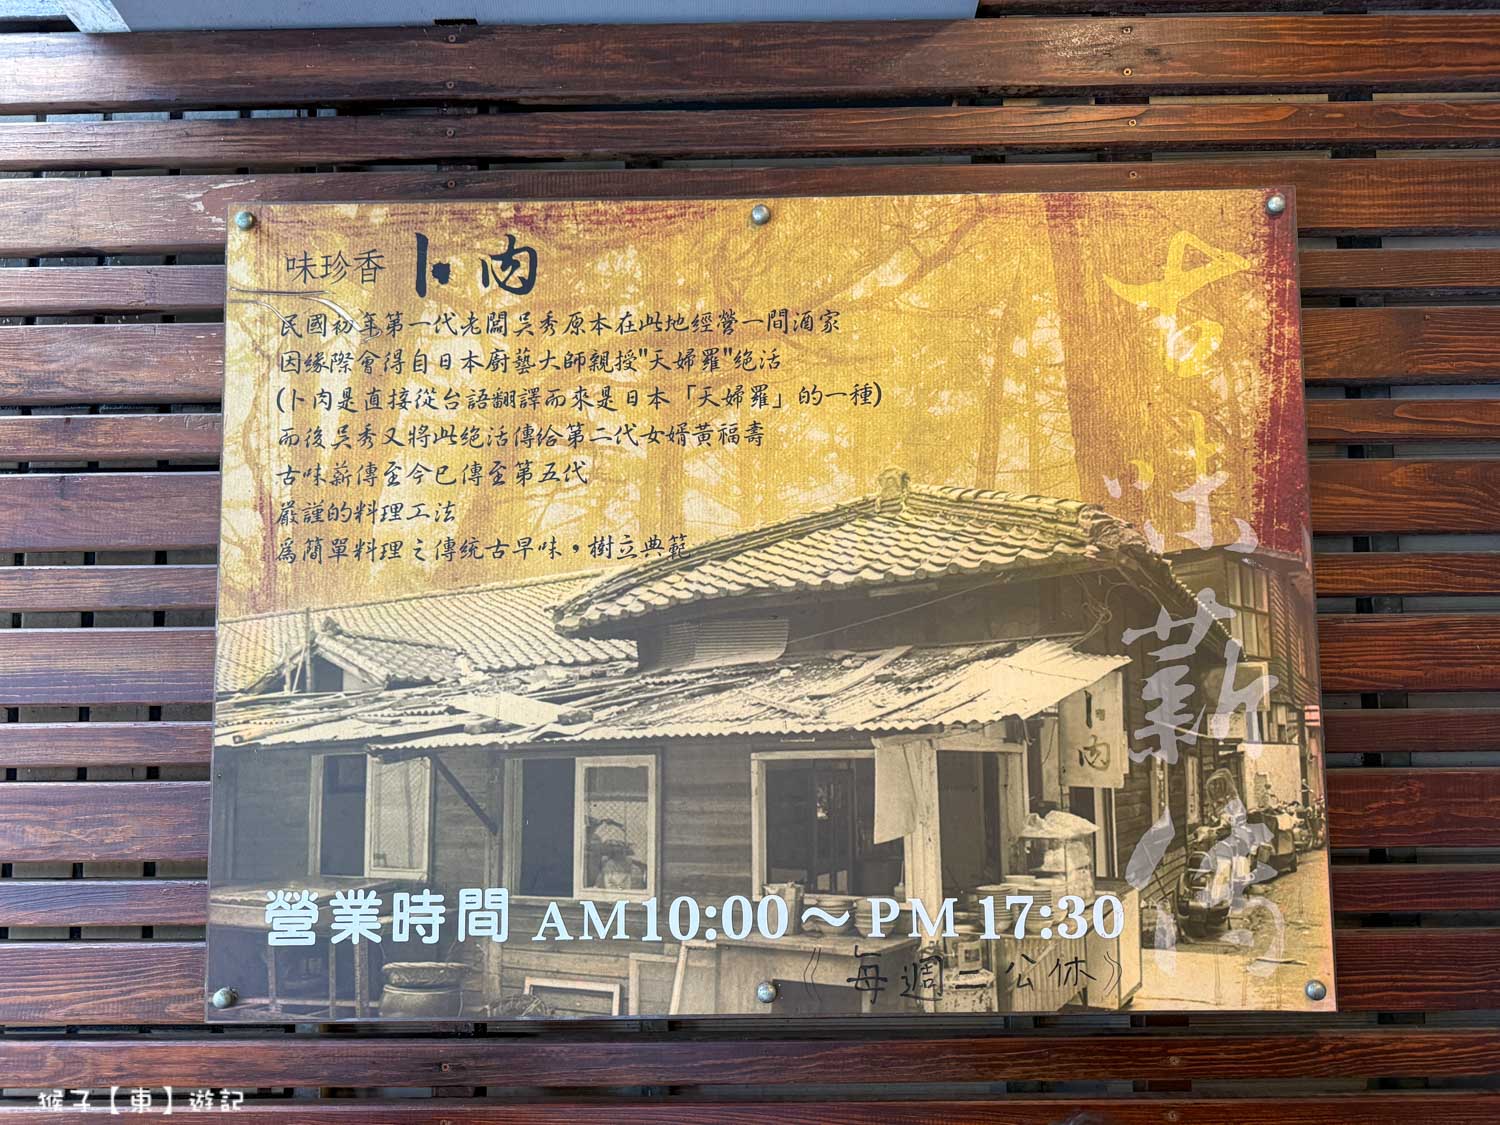 味珍香 卜肉
民國初年第一代老闆吳秀原本在此地經營一間酒家
因緣際會得自日本廚藝大師親授"天婦羅"絕活
(卜肉是直接從台語翻譯而來是日本「天婦羅」的一種)
而後吳秀又將此絕活傳給第二代女婿黃福壽
古味薪傳至今已傳至第五代
嚴謹的料理工法
為簡單料理之傳統古早味，樹立典範
古法薪傳
卜肉
營業時間 AM10:00～PM17:30
《每週二公休》
猴子【東】遊記